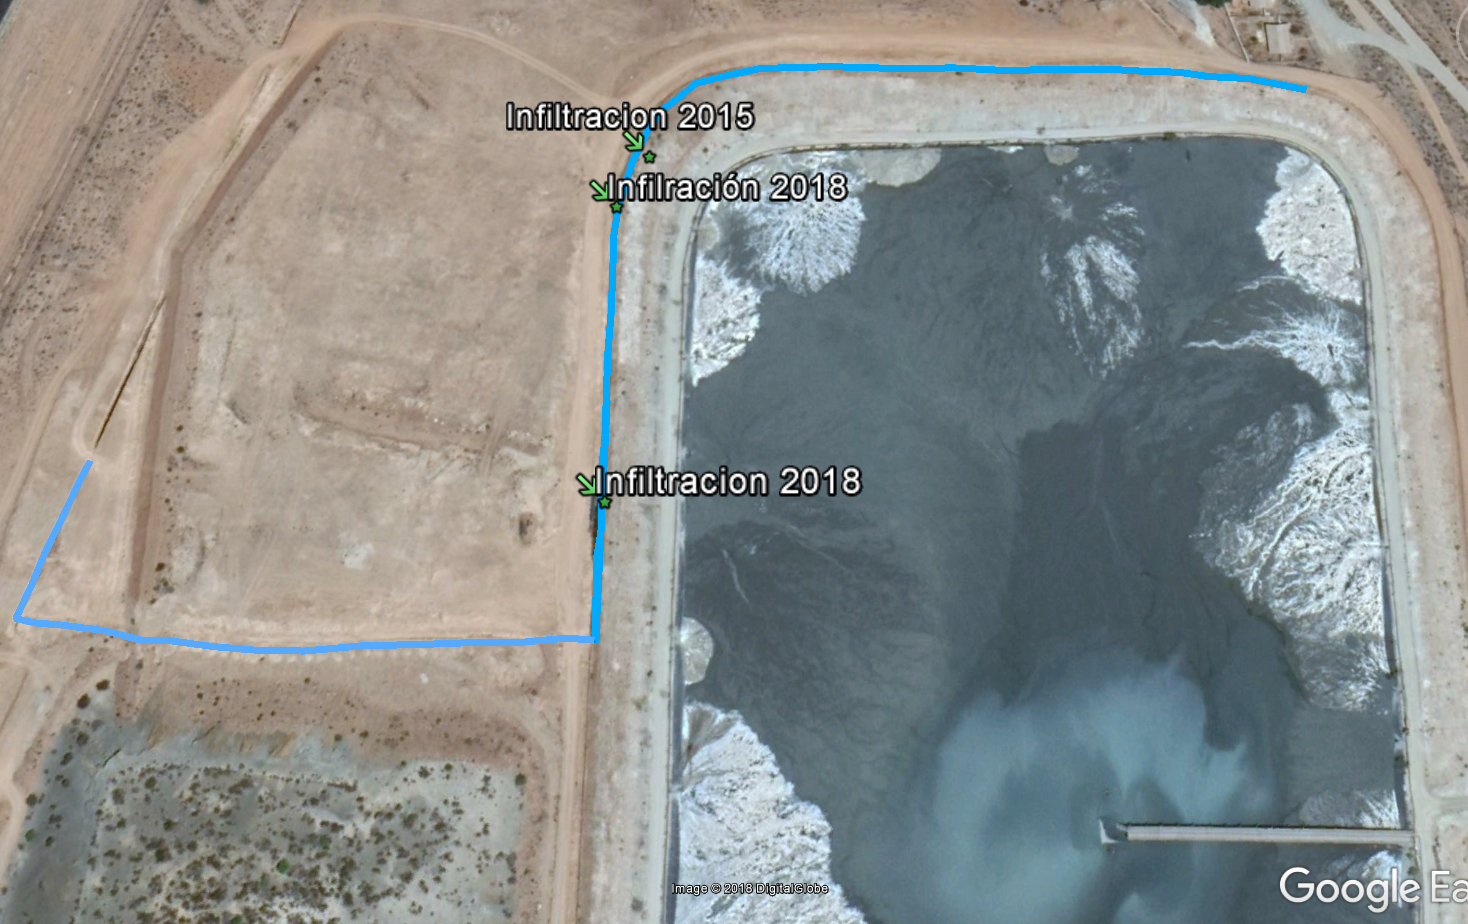 Infiltracion 2015
Infilración 2018
Infiltracion 2018
Image © 2018 DigitalGlobe
Google Ea